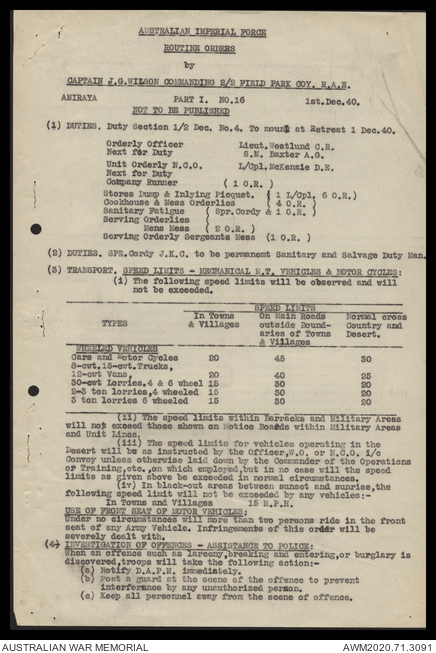 AUSTRALIAN IMPERIAL FORCE
ROUTINE ORDERS
by
CAPTAIN J.G.WILSON COMMANDING 2/2 FIELD PARK COY. R.A.E.
AMIRAYA PART I. NO.16 1st.Dec.40.
NOT TO BE PUBLISHED
(1) DUTIES. Duty Section 1/2 Dec. No.4. To mount at Retreat 1 Dec.40.
Orderly Officer Lieut.Westlund C.R.
Next for Duty S.M. Baxter A.G.
Unit Orderly N.C.O. L/Cpl.McKenzie D.H.
Next for Duty
Company Runner ( 1 O.R. )
Stores Dump & Inlying Picquet. ( 1 L/Cpl. 6 O.R.)
Cookhouse & Mess Orderlies ( 4 O.R.
Sanitary Fatigue ( Spr.Cordy & 1 O.R. )
Serving Orderlies
Mens Mess ( 2 O.R. )
Serving Orderly Sergeants Mess (1 O.R. )
(2) DUTIES. SPR.Cordy J.K.C. to be permanemt Sanitary and Salvage Duty Man.
(3) TRANSPORT. SPEED LIMITS - MECHANICAL M.T. VEHICLES & MOTOR CYCLES:
(i) The following speed limits will be observed and will
not be exceeded.
SPEED LIMITS
TYPES In Towns & Villages On Main Roads outside Bound- aries of Towns & Villages Normal cross Country and Desert.
WHEELED VEHICLES
Cars and Motor Cycles 20 45 30
8-cwt.15-cwt.Trucks,
12-cwt Vans, 20 40 25
30-cwt Lorries,4 & 6 wheel 15 30 20
2-3 ton lorries,4 wheeled 15 30 20
3 ton lorries 6 wheeled 15 30 20
(ii) The speed limits within Barracks and Military Areas
will not exceed those shown on Notice Boards within Military Areas
and Unit Lines.
(iii) The speed limits for vehicles operating in the
Desert will be as instructed by the Officer,W.O. or N.C.O. i/c
Convoy unless otherwise laid down by the Commander of the Operations
of Training,etc.,on which employed,but in no case will the speed
limits as given above be exceeded in normal circumstances.
(iv) In black-out areas between sunset and sunrise,the
following speed limit will not be exceeded by any vehicles:-
In Towns and Villages 15 M.P.H.
USE OF FRONT SEAT OF MOTOR VEHICLES:
Under no circumstances will more than two persons ride in the front
seat of any Army Vehicle. Infringements of this order will be
severely dealt with.
(4) INVESTIGATION OF OFFENCES - ASSISTANCE TO POLICE:
When an offence such as larceny,breaking and entering,or burglary is
discovered,troops will take the following action:-
(a) Notify D.A.P.M. immediately.
(b) Post a guard at the scene of the offence to prevent
interference by any unauthorized person.
(c) Keep all personnel away from the scene of offence.
AUSTRALIAN WAR MEMORIAL AWM2020.71.3091